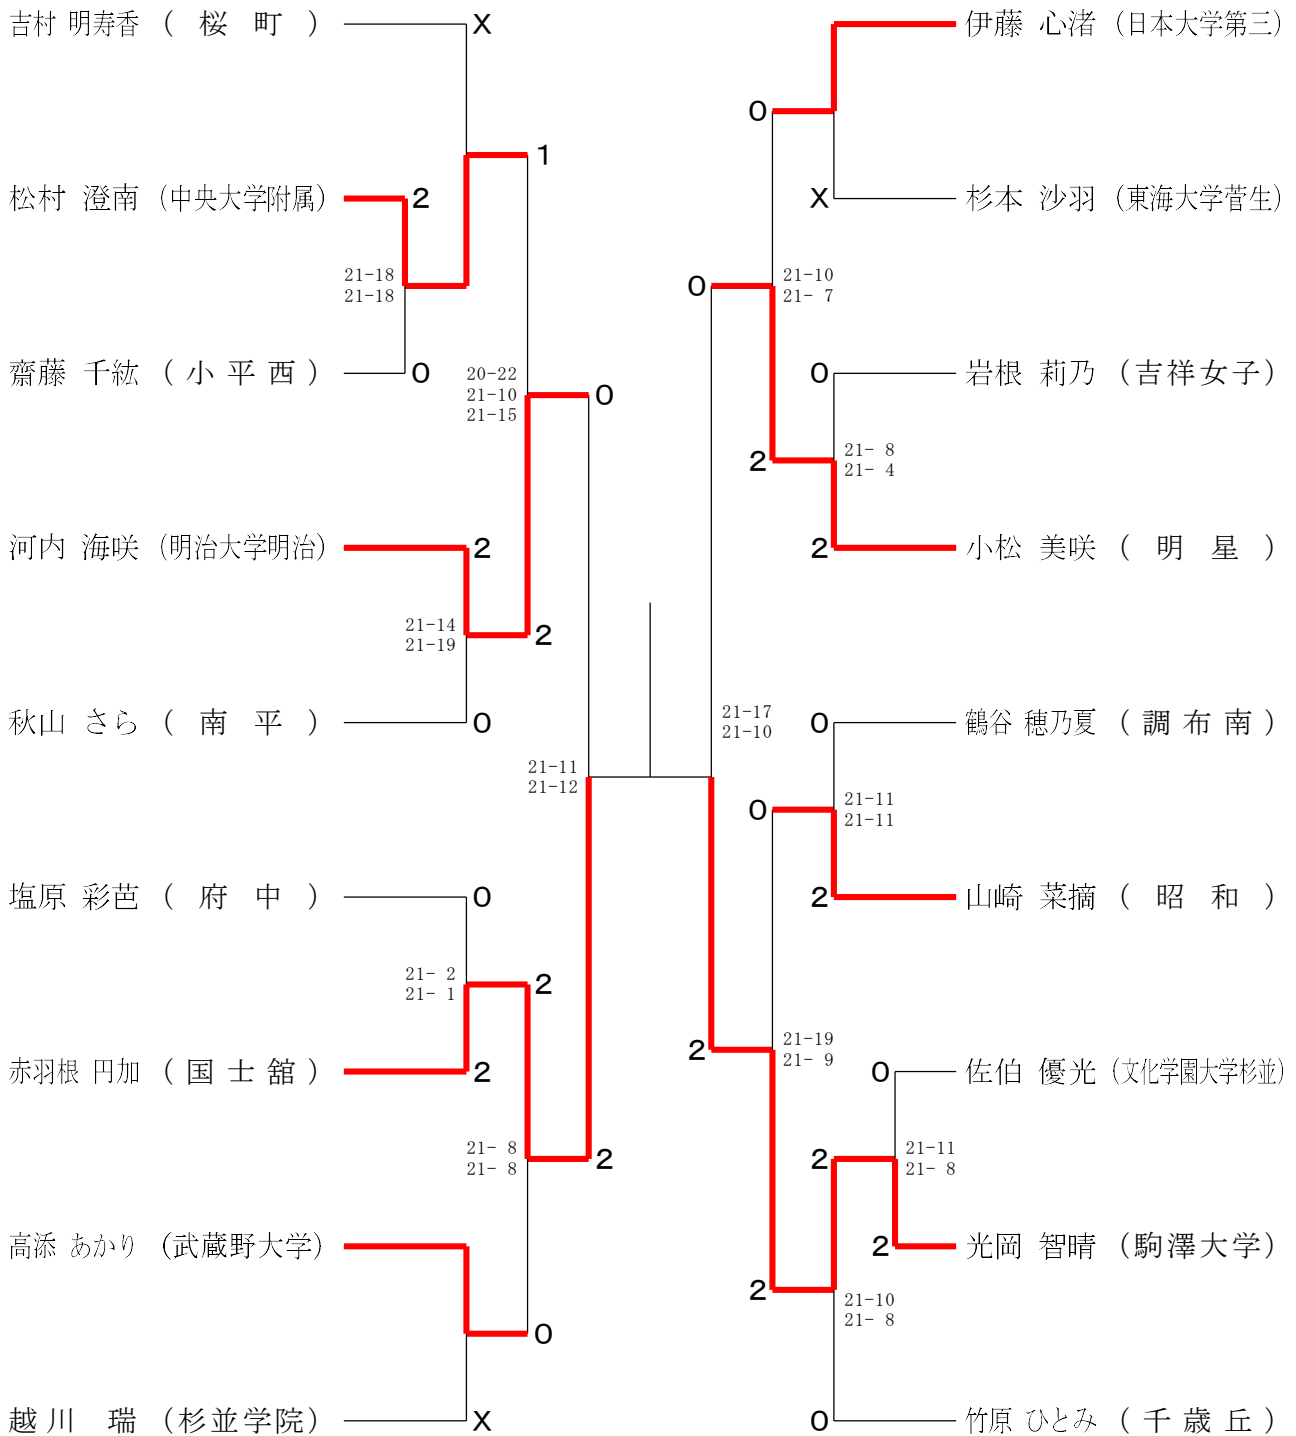 吉村 明寿香 ( 桜 町 )
X
1
松村 澄南 (中央大学附属)
2
21-18
21-18
齋藤 千紘 ( 小 平 西 )
0
20-22
21-10
21-15
0
河内 海咲 (明治大学明治)
2
21-14
21-19
2
秋山 さら ( 南 平 )
0
21-11
21-12
塩原 彩芭 ( 府 中 )
0
21- 2
21- 1
2
赤羽根 円加 ( 国 士 舘 )
2
21- 8
21- 8
2
高添 あかり (武蔵野大学)
0
越川 瑞 (杉並学院)
X
伊藤 心渚 (日本大学第三)
0
X
杉本 沙羽 (東海大学菅生)
0
21-10
21- 7
0
岩根 莉乃 (吉祥女子)
2
21- 8
21- 4
2
小松 美咲 ( 明 星 )
21-17
21-10
0
鶴谷 穂乃夏 ( 調 布 南 )
0
21-11
21-11
2
山崎 菜摘 ( 昭 和 )
2
21-19
21- 9
0
佐伯 優光 (文化学園大学杉並)
2
21-11
21- 8
2
光岡 智晴 (駒澤大学)
2
21-10
21- 8
0
竹原 ひとみ ( 千 歳 丘 )